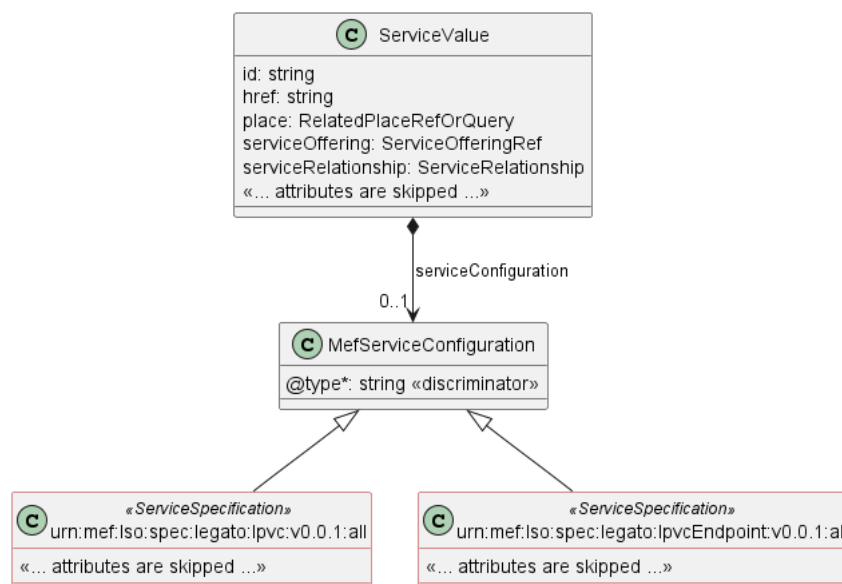 C ServiceValue
id: string
href: string
place: RelatedPlaceRefOrQuery
serviceOffering: ServiceOfferingRef
serviceRelationship: ServiceRelationship
«... attributes are skipped ...»
serviceConfiguration
0..1
C MefServiceConfiguration
@type*: string «discriminator»
«ServiceSpecification»
C urn:mef:lso:spec:legato:Ipvc:v0.0.1:all
«... attributes are skipped ...»
«ServiceSpecification»
C urn:mef:lso:spec:legato:IpvcEndpoint:v0.0.1:al
«... attributes are skipped ...»